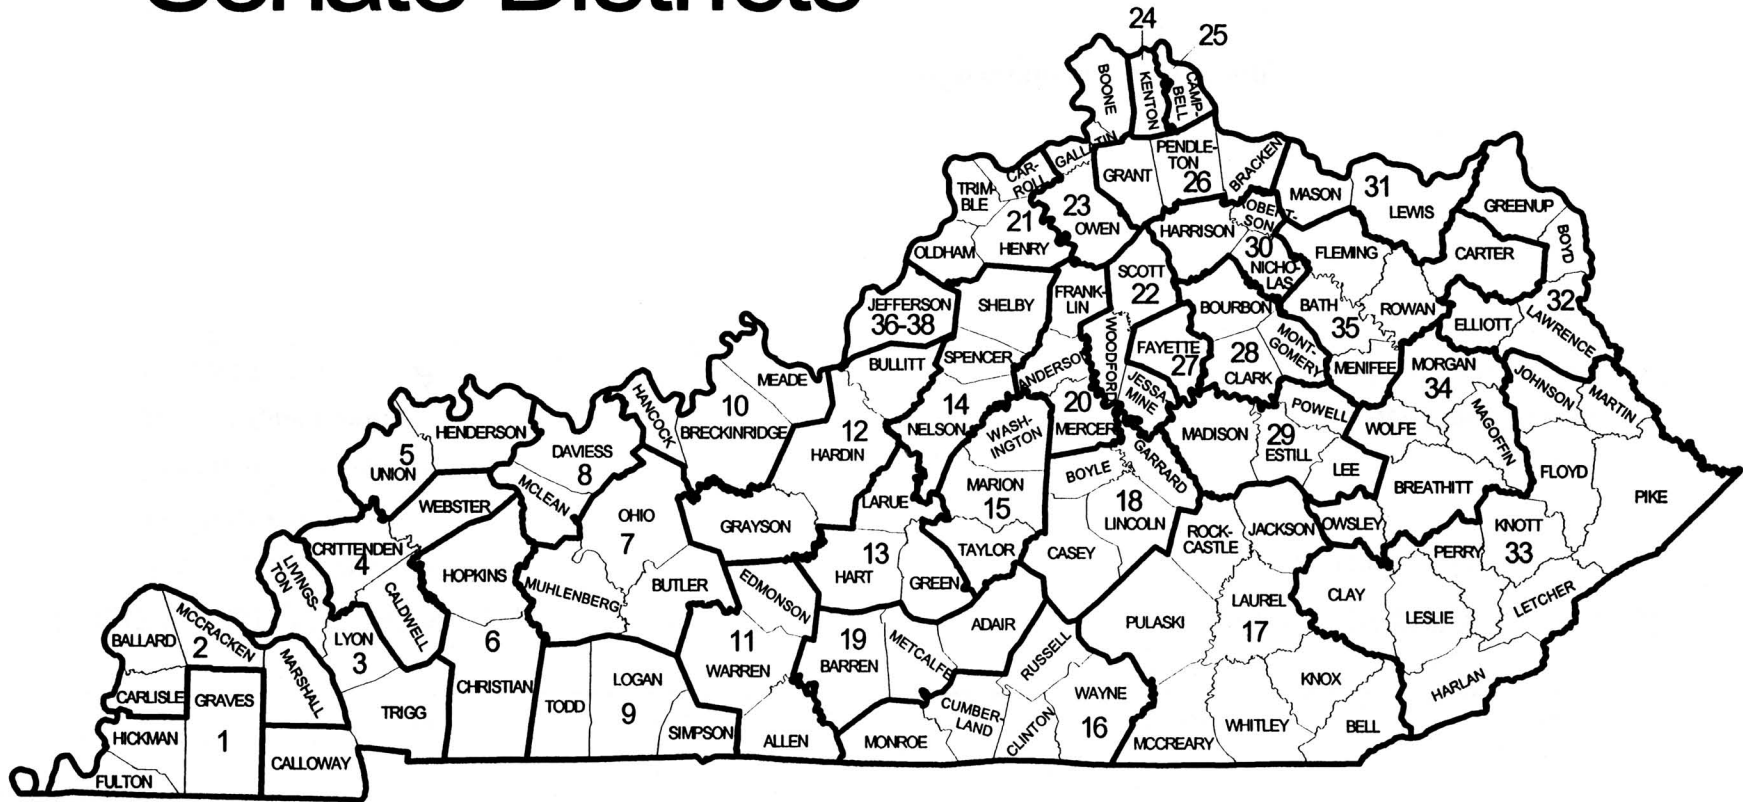 Senate Districts
24
25
BOONE
KENTON
CAMP-
BELL
GALLATIN
GRANT
PENDLE-
TON
26
BRACKEN
TRIM-
BLE
CAR-
ROLL
21
HENRY
OLDHAM
23
OWEN
HARRISON
ROBERT-
SON
30
NICHO-
LAS
MASON
31
LEWIS
GREENUP
BOYD
CARTER
FLEMING
BATH
35
ROWAN
MENIFEE
ELLIOTT
32
LAWRENCE
JEFFERSON
36-38
SHELBY
FRANK-
LIN
SCOTT
22
BOURBON
28
CLARK
MONT-
GOMERY
FAYETTE
27
WOODFORD
JESSA-
MINE
BULLITT
SPENCER
ANDERSON
14
NELSON
20
MERCER
MORGAN
34
MAGOFFIN
WOLFE
BREATHITT
JOHNSON
MARTIN
FLOYD
PIKE
MEADE
10
BRECKINRIDGE
HANCOCK
12
HARDIN
LARUE
WASH-
INGTON
MARION
15
TAYLOR
MADISON
POWELL
29
ESTILL
LEE
BOYLE
GARRARD
18
LINCOLN
CASEY
ROCK-
CASTLE
JACKSON
OWSLEY
KNOTT
33
PERRY
LETCHER
LESLIE
HARLAN
CLAY
HENDERSON
5
UNION
DAVIESS
8
MCLEAN
WEBSTER
OHIO
7
MUHLENBERG
BUTLER
GRAYSON
EDMONSON
13
HART
GREEN
ADAIR
PULASKI
LAUREL
17
KNOX
WHITLEY
BELL
MCCREARY
CRITTENDEN
4
LIVINGS-
TON
CALDWELL
HOPKINS
6
CHRISTIAN
LYON
3
TRIGG
BALLARD
2
MCCRACKEN
MARSHALL
CARLISLE
GRAVES
1
HICKMAN
FULTON
CALLOWAY
TODD
LOGAN
9
SIMPSON
11
WARREN
ALLEN
19
BARREN
METCALFE
MONROE
CUMBER-
LAND
CLINTON
RUSSELL
WAYNE
16